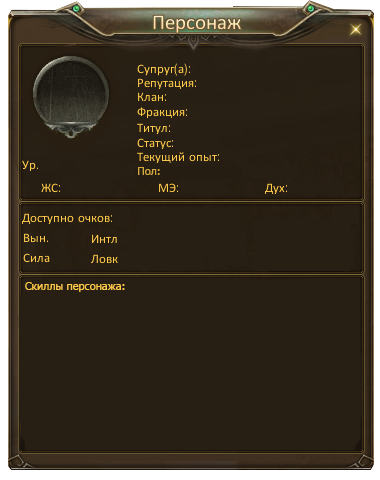 Персонаж
Супруг(а):
Репутация:
Клан:
Фракция:
Титул:
Статус:
Текущий опыт:
Ур.
Пол:
ЖС: МЭ: Дух:
Доступно очков:
Вын. Интл
Сила Ловк
Скиллы персонажа: